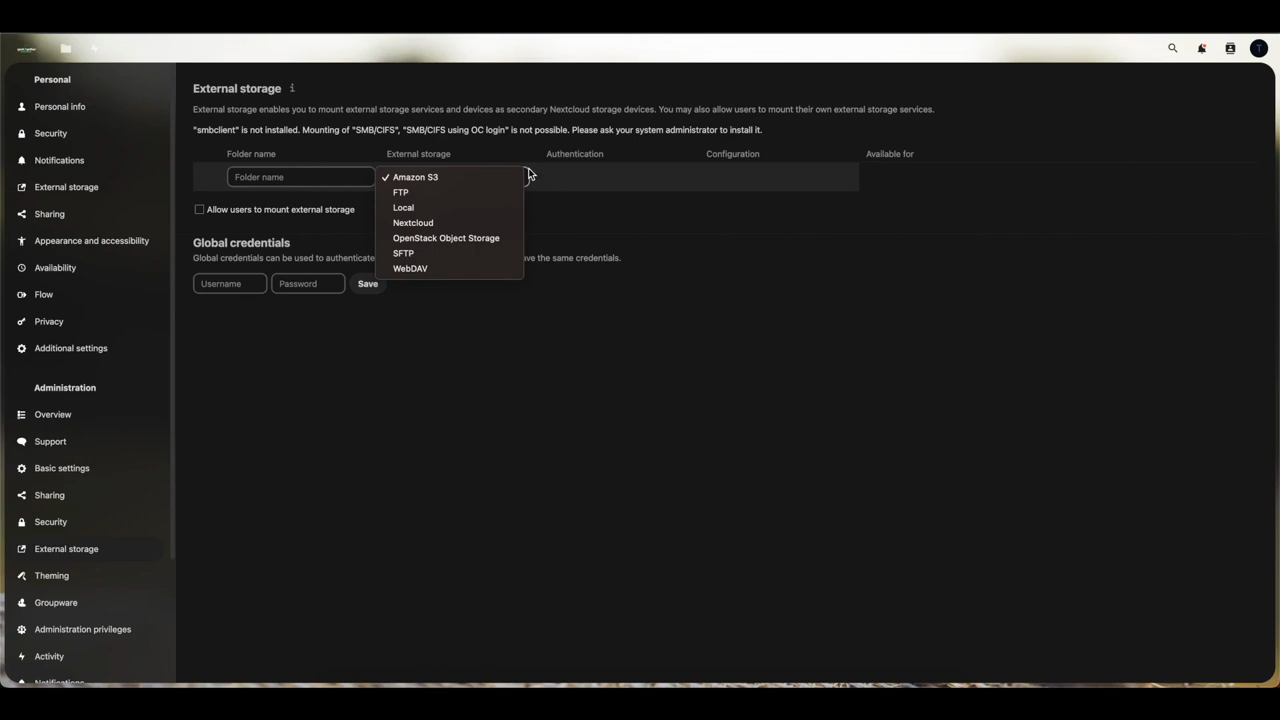 Personal
Personal info
Security
Notifications
External storage
Sharing
Appearance and accessibility
Availability
Flow
Privacy
Additional settings
Administration
Overview
Support
Basic settings
Sharing
Security
External storage
Theming
Groupware
Administration privileges
Activity
Notifications
T
External storage
External storage enables you to mount external storage services and devices as secondary Nextcloud storage devices. You may also allow users to mount their own external storage services.
"smbclient" is not installed. Mounting of "SMB/CIFS", "SMB/CIFS using OC login" is not possible. Please ask your system administrator to install it.
Folder name External storage Authentication Configuration Available for
Folder name
✓ Amazon S3
FTP
Local
Nextcloud
OpenStack Object Storage
SFTP
WebDAV
Allow users to mount external storage
Global credentials
Global credentials can be used to authenticate ve the same credentials.
Username Password Save